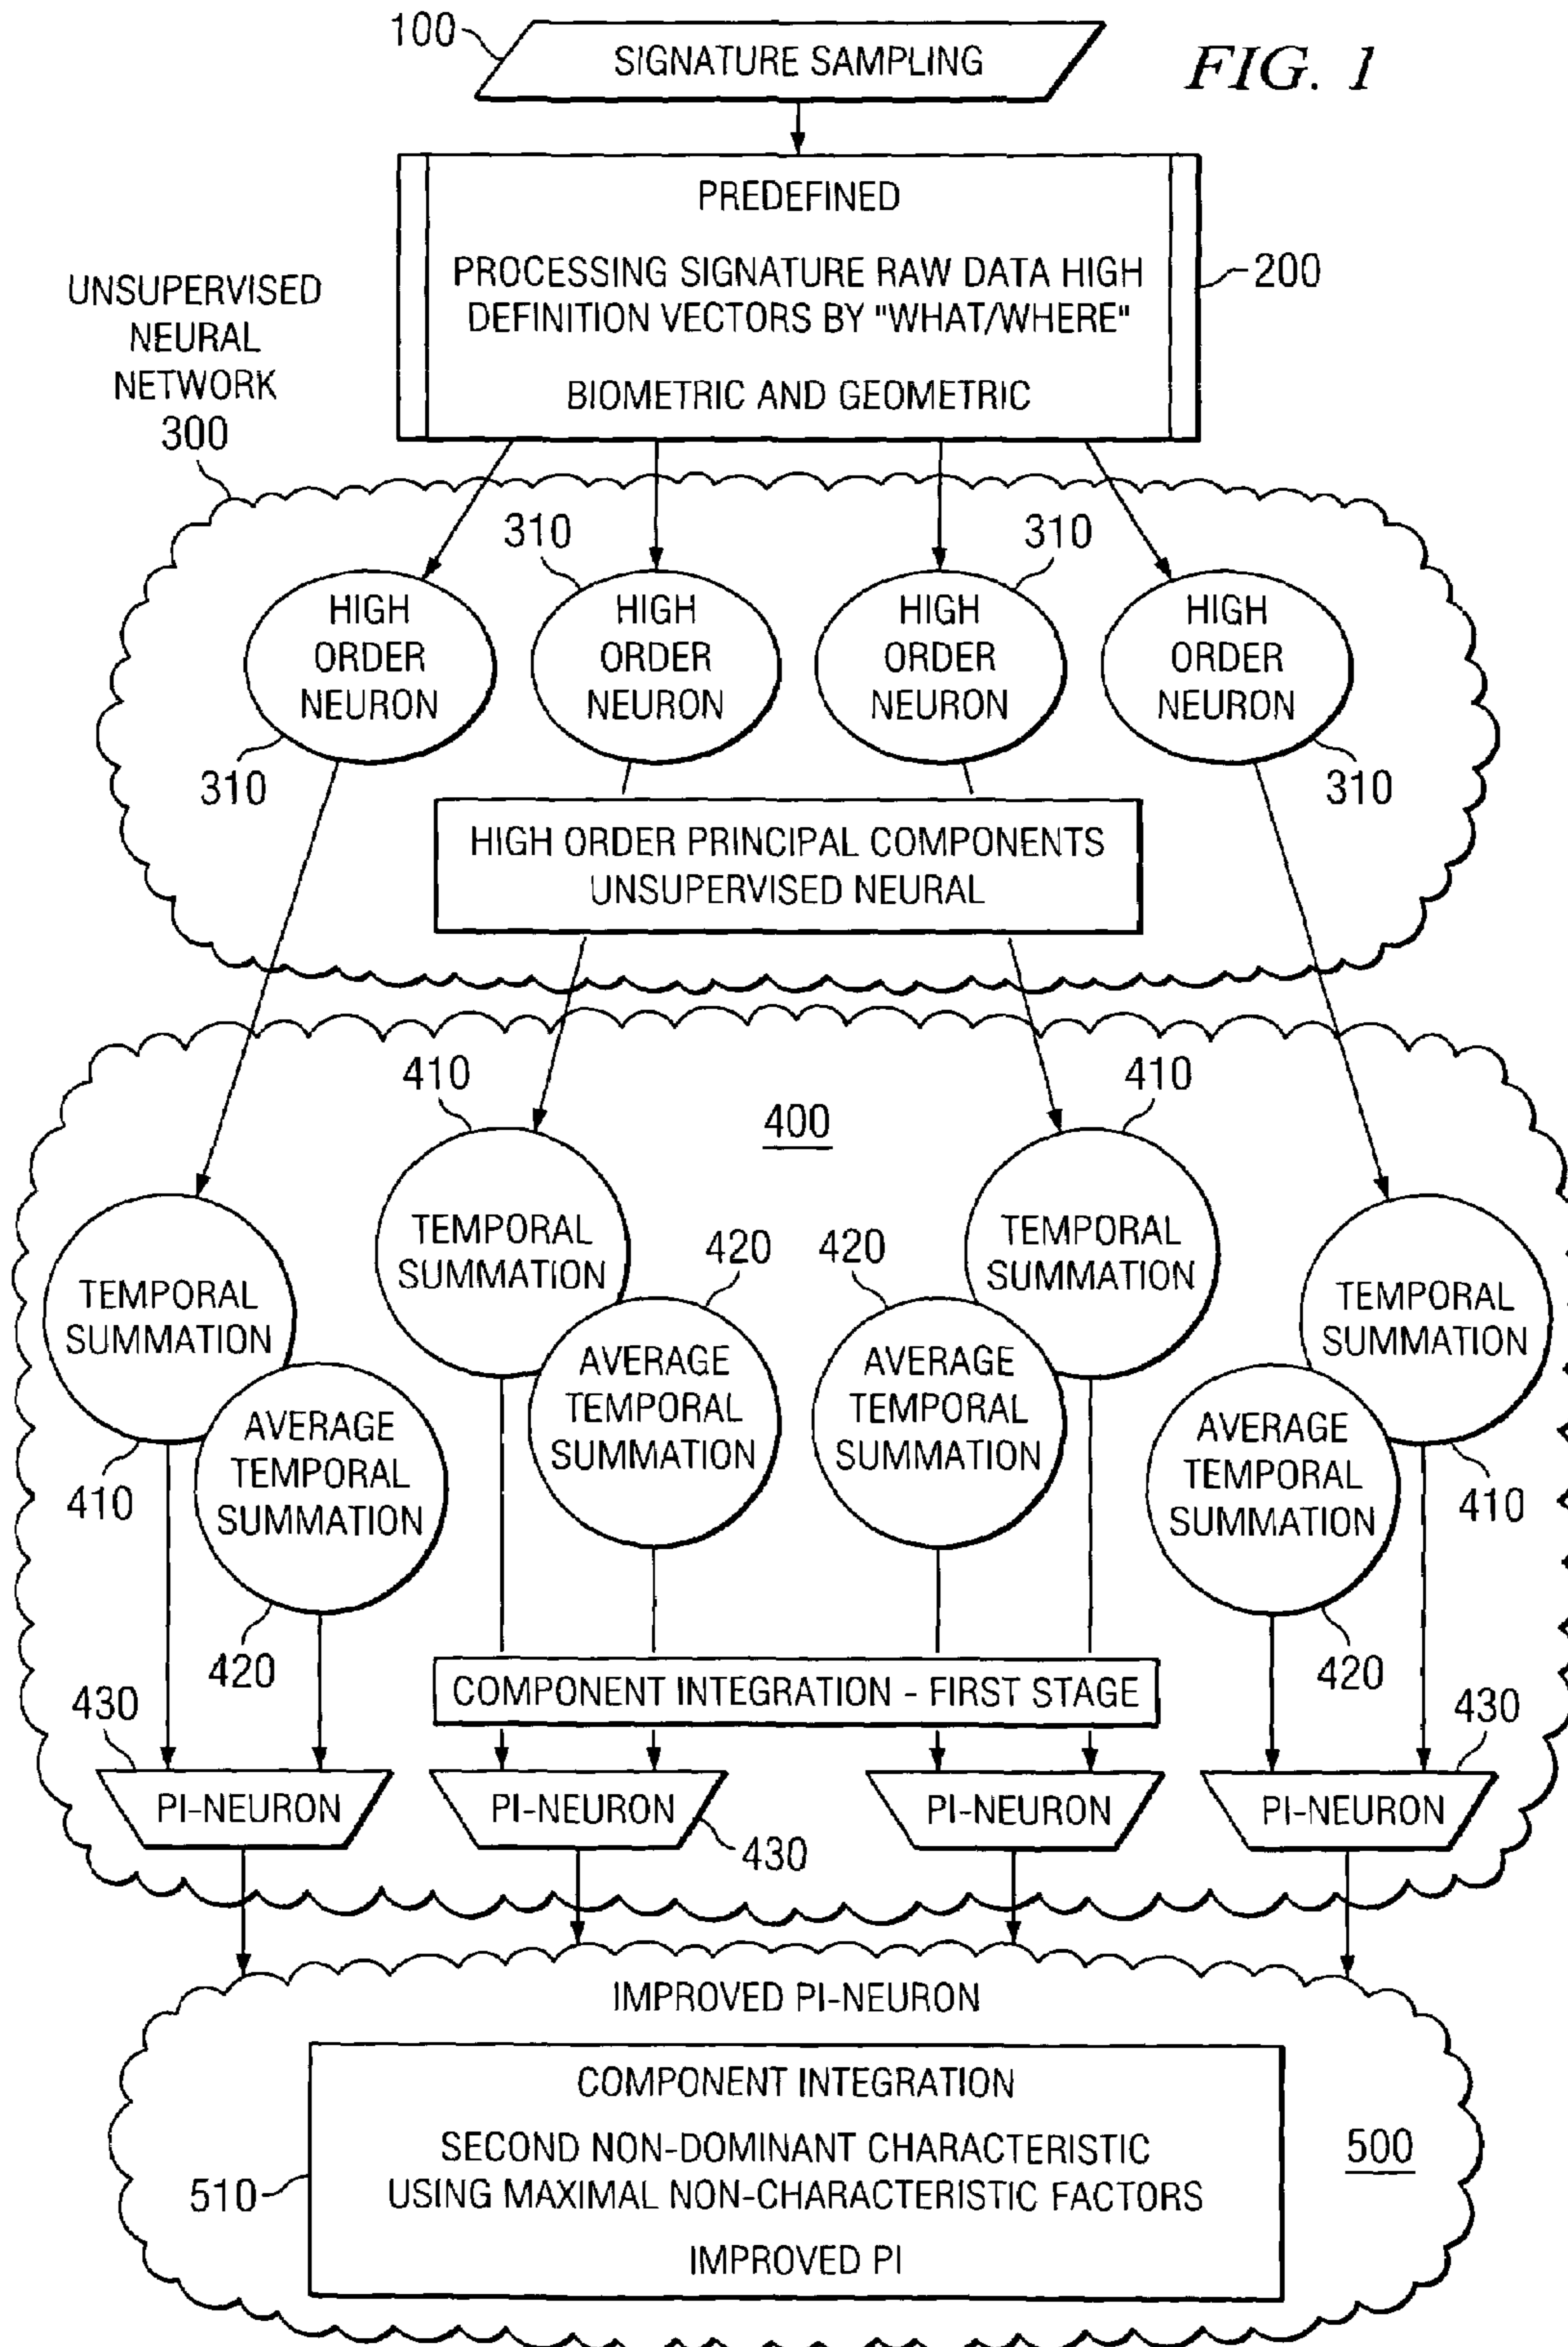 100
SIGNATURE SAMPLING
FIG. 1
PREDEFINED
PROCESSING SIGNATURE RAW DATA HIGH
DEFINITION VECTORS BY "WHAT/WHERE"
BIOMETRIC AND GEOMETRIC
200
UNSUPERVISED
NEURAL
NETWORK
300
310
310
HIGH
ORDER
NEURON
HIGH
ORDER
NEURON
HIGH
ORDER
NEURON
HIGH
ORDER
NEURON
310
310
HIGH ORDER PRINCIPAL COMPONENTS
UNSUPERVISED NEURAL
410
400
410
TEMPORAL
SUMMATION
TEMPORAL
SUMMATION
420
420
TEMPORAL
SUMMATION
TEMPORAL
SUMMATION
AVERAGE
TEMPORAL
SUMMATION
AVERAGE
TEMPORAL
SUMMATION
AVERAGE
TEMPORAL
SUMMATION
AVERAGE
TEMPORAL
SUMMATION
410
410
420
420
COMPONENT INTEGRATION - FIRST STAGE
430
430
PI-NEURON
PI-NEURON
PI-NEURON
PI-NEURON
430
IMPROVED PI-NEURON
COMPONENT INTEGRATION
SECOND NON-DOMINANT CHARACTERISTIC
USING MAXIMAL NON-CHARACTERISTIC FACTORS
IMPROVED PI
510
500